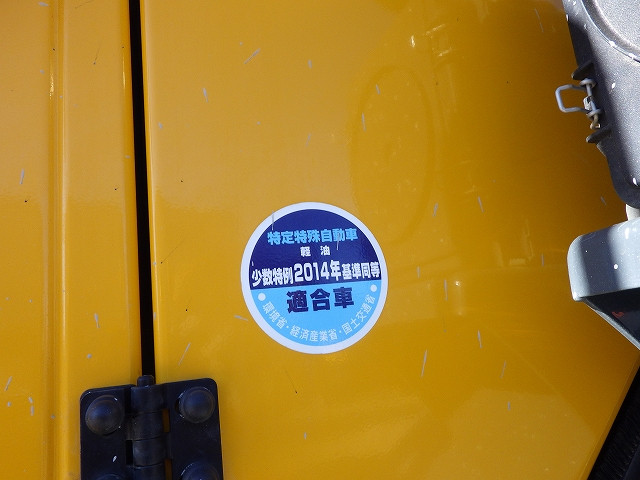 特定特殊自動車
軽油
少数特例2014年基準同等
適合車
環境省・経済産業省・国土交通省